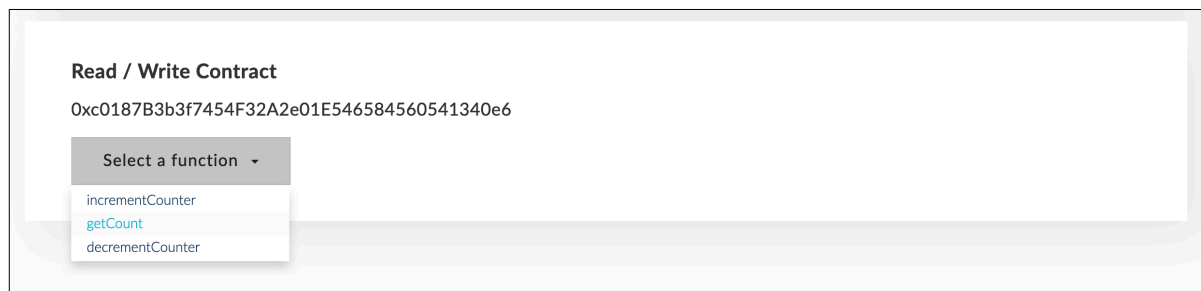 Read / Write Contract
0xc0187B3b3f7454F32A2e01E546584560541340e6
Select a function
incrementCounter
getCount
decrementCounter